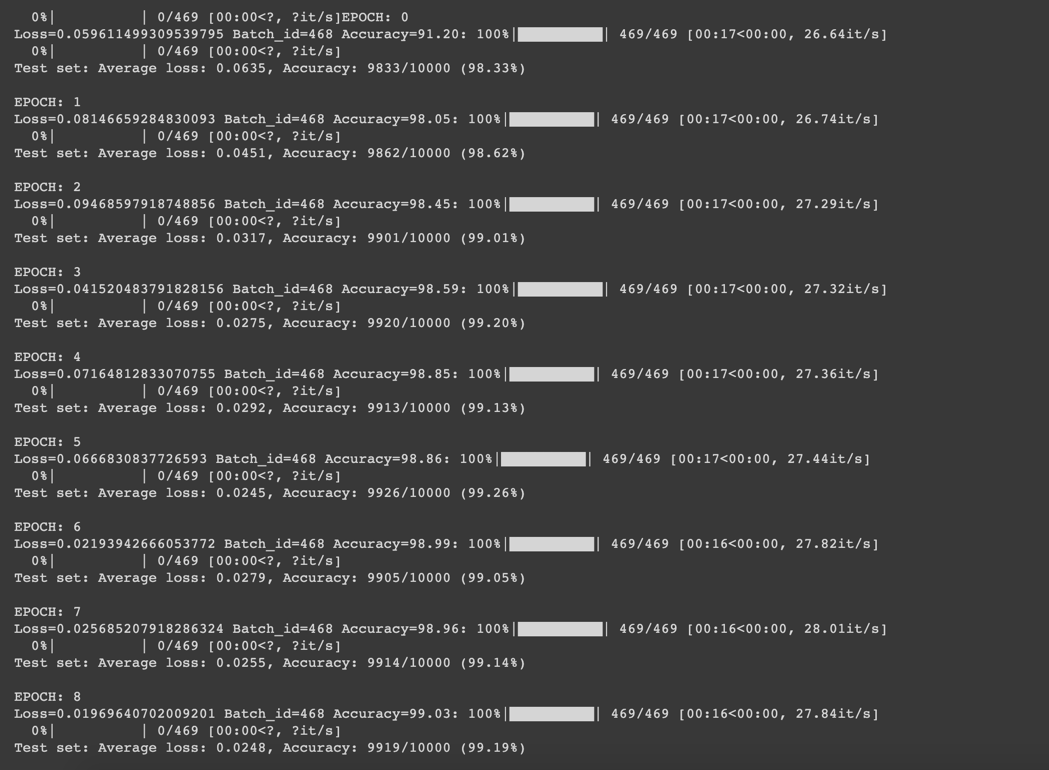 0%|          | 0/469 [00:00<?, ?it/s]EPOCH: 0
Loss=0.059611499309539795 Batch_id=468 Accuracy=91.20: 100%|██████████| 469/469 [00:17<00:00, 26.64it/s]
0%|          | 0/469 [00:00<?, ?it/s]
Test set: Average loss: 0.0635, Accuracy: 9833/10000 (98.33%)
EPOCH: 1
Loss=0.08146659284830093 Batch_id=468 Accuracy=98.05: 100%|██████████| 469/469 [00:17<00:00, 26.74it/s]
0%|          | 0/469 [00:00<?, ?it/s]
Test set: Average loss: 0.0451, Accuracy: 9862/10000 (98.62%)
EPOCH: 2
Loss=0.09468597918748856 Batch_id=468 Accuracy=98.45: 100%|██████████| 469/469 [00:17<00:00, 27.29it/s]
0%|          | 0/469 [00:00<?, ?it/s]
Test set: Average loss: 0.0317, Accuracy: 9901/10000 (99.01%)
EPOCH: 3
Loss=0.041520483791828156 Batch_id=468 Accuracy=98.59: 100%|██████████| 469/469 [00:17<00:00, 27.32it/s]
0%|          | 0/469 [00:00<?, ?it/s]
Test set: Average loss: 0.0275, Accuracy: 9920/10000 (99.20%)
EPOCH: 4
Loss=0.07164812833070755 Batch_id=468 Accuracy=98.85: 100%|██████████| 469/469 [00:17<00:00, 27.36it/s]
0%|          | 0/469 [00:00<?, ?it/s]
Test set: Average loss: 0.0292, Accuracy: 9913/10000 (99.13%)
EPOCH: 5
Loss=0.0666830837726593 Batch_id=468 Accuracy=98.86: 100%|██████████| 469/469 [00:17<00:00, 27.44it/s]
0%|          | 0/469 [00:00<?, ?it/s]
Test set: Average loss: 0.0245, Accuracy: 9926/10000 (99.26%)
EPOCH: 6
Loss=0.02193942666053772 Batch_id=468 Accuracy=98.99: 100%|██████████| 469/469 [00:16<00:00, 27.82it/s]
0%|          | 0/469 [00:00<?, ?it/s]
Test set: Average loss: 0.0279, Accuracy: 9905/10000 (99.05%)
EPOCH: 7
Loss=0.025685207918286324 Batch_id=468 Accuracy=98.96: 100%|██████████| 469/469 [00:16<00:00, 28.01it/s]
0%|          | 0/469 [00:00<?, ?it/s]
Test set: Average loss: 0.0255, Accuracy: 9914/10000 (99.14%)
EPOCH: 8
Loss=0.01969640702009201 Batch_id=468 Accuracy=99.03: 100%|██████████| 469/469 [00:16<00:00, 27.84it/s]
0%|          | 0/469 [00:00<?, ?it/s]
Test set: Average loss: 0.0248, Accuracy: 9919/10000 (99.19%)